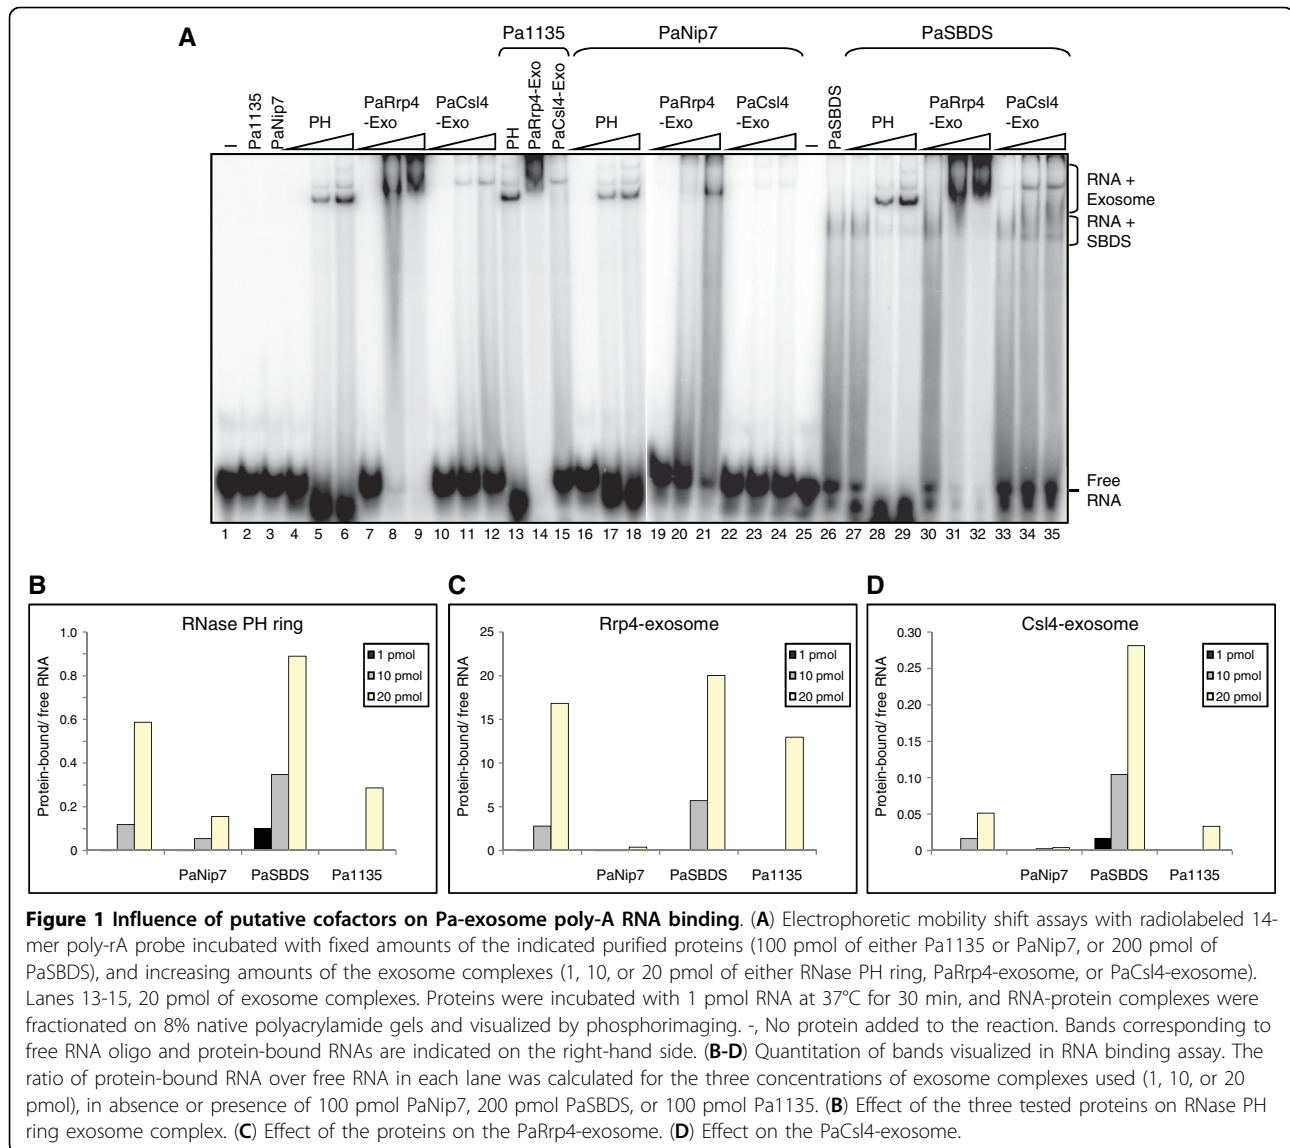 A
Pa1135
PaNip7
PaSBDS
–
Pa1135
PaNip7
PH
PaRrp4
-Exo
PaCsl4
-Exo
PH
PaRrp4-Exo
PaCsl4-Exo
PH
PaRrp4
-Exo
PaCsl4
-Exo
–
PaSBDS
PH
PaRrp4
-Exo
PaCsl4
-Exo
RNA +
Exosome
RNA +
SBDS
Free
RNA
1 2 3 4 5 6 7 8 9 10 11 12 13 14 15 16 17 18 19 20 21 22 23 24 25 26 27 28 29 30 31 32 33 34 35
B
RNase PH ring
Protein-bound/ free RNA
1.0
0.8
0.6
0.4
0.2
0
1 pmol
10 pmol
20 pmol
PaNip7 PaSBDS Pa1135
C
Rrp4-exosome
Protein-bound/ free RNA
25
20
15
10
5
0
1 pmol
10 pmol
20 pmol
PaNip7 PaSBDS Pa1135
D
Csl4-exosome
Protein-bound/ free RNA
0.30
0.25
0.20
0.15
0.10
0.05
0
1 pmol
10 pmol
20 pmol
PaNip7 PaSBDS Pa1135
Figure 1 Influence of putative cofactors on Pa-exosome poly-A RNA binding. (A) Electrophoretic mobility shift assays with radiolabeled 14-
mer poly-rA probe incubated with fixed amounts of the indicated purified proteins (100 pmol of either Pa1135 or PaNip7, or 200 pmol of
PaSBDS), and increasing amounts of the exosome complexes (1, 10, or 20 pmol of either RNase PH ring, PaRrp4-exosome, or PaCsl4-exosome).
Lanes 13-15, 20 pmol of exosome complexes. Proteins were incubated with 1 pmol RNA at 37°C for 30 min, and RNA-protein complexes were
fractionated on 8% native polyacrylamide gels and visualized by phosphorimaging. -, No protein added to the reaction. Bands corresponding to
free RNA oligo and protein-bound RNAs are indicated on the right-hand side. (B-D) Quantitation of bands visualized in RNA binding assay. The
ratio of protein-bound RNA over free RNA in each lane was calculated for the three concentrations of exosome complexes used (1, 10, or 20
pmol), in absence or presence of 100 pmol PaNip7, 200 pmol PaSBDS, or 100 pmol Pa1135. (B) Effect of the three tested proteins on RNase PH
ring exosome complex. (C) Effect of the proteins on the PaRrp4-exosome. (D) Effect on the PaCsl4-exosome.